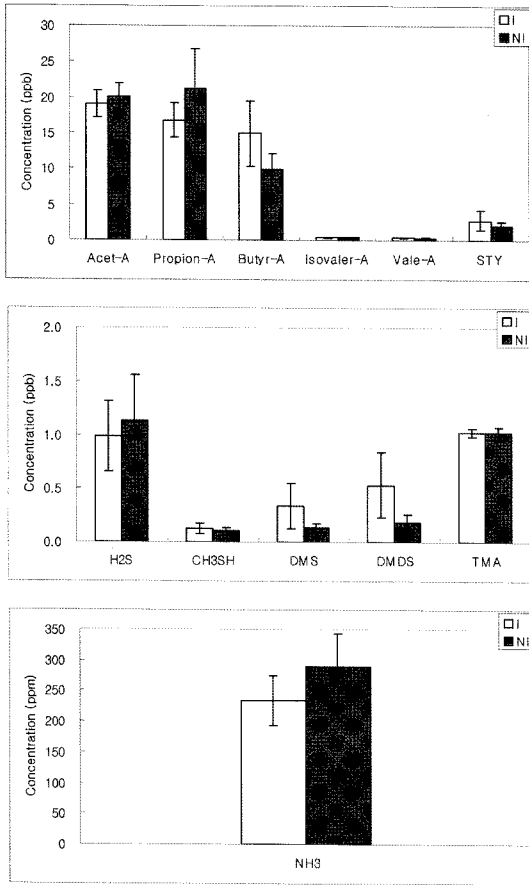 I
NI
Concentration (ppb)
30
25
20
15
10
5
0
Acet-A Propion-A Butyr-A Isovaler-A Vale-A STY
I
NI
Concentration (ppb)
2.0
1.5
1.0
0.5
0.0
H2S CH3SH DMS DMDS TMA
I
NI
Concentration (ppm)
350
300
250
200
150
100
50
0
NH3